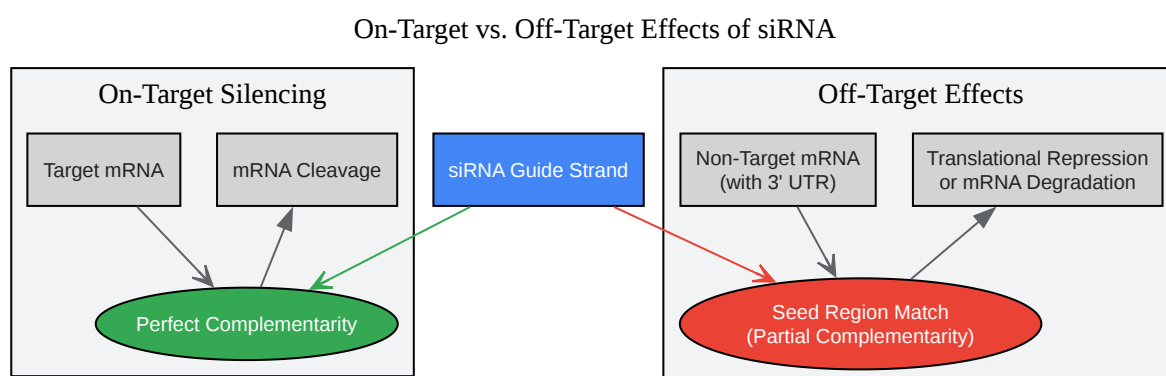 On-Target vs. Off-Target Effects of siRNA
On-Target Silencing
Target mRNA
mRNA Cleavage
Perfect Complementarity
siRNA Guide Strand
Off-Target Effects
Non-Target mRNA
(with 3' UTR)
Translational Repression
or mRNA Degradation
Seed Region Match
(Partial Complementarity)